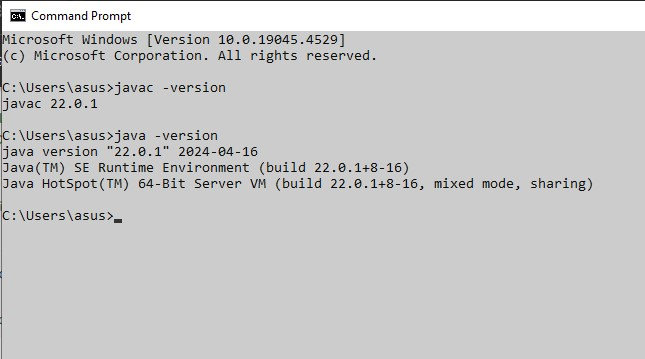 Command Prompt
Microsoft Windows [Version 10.0.19045.4529]
(c) Microsoft Corporation. All rights reserved.
C:\Users\asus>javac -version
javac 22.0.1
C:\Users\asus>java -version
java version "22.0.1" 2024-04-16
Java(TM) SE Runtime Environment (build 22.0.1+8-16)
Java HotSpot(TM) 64-Bit Server VM (build 22.0.1+8-16, mixed mode, sharing)
C:\Users\asus>